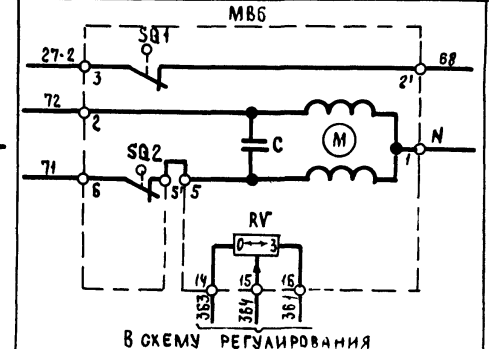 МВ6
SQ1
27-2 3 2' 68
72 2
С М N 1
SQ2
71 6 5' 5
RV
0 3
14 15 16
363 364 361
В СХЕМУ РЕГУЛИРОВАНИЯ